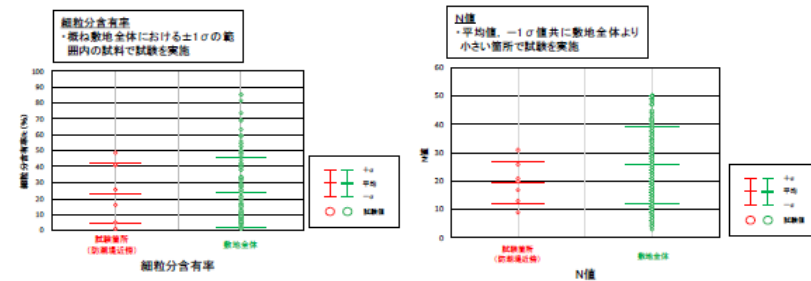 細粒分含有率
・概ね敷地全体における±1σの範
囲内の試料で試験を実施
N値
・平均値,－1σ値共に敷地全体より
小さい箇所で試験を実施
細粒分含有率Fc(%)
100
90
80
70
60
50
40
30
20
10
0
試験箇所
(防潮堤近傍)
敷地全体
細粒分含有率
+σ
平均
−σ
試験値
N値
60
50
40
30
20
10
0
試験箇所
(防潮堤近傍)
敷地全体
N値
+σ
平均
−σ
試験値